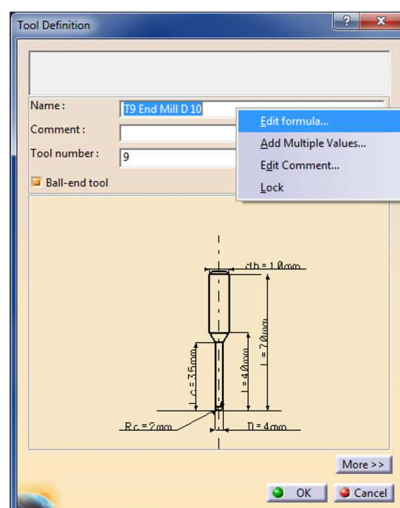 Tool Definition
?
X
Name :
T9 End Mill D 10
Edit formula...
Comment :
Add Multiple Values...
Tool number :
9
Edit Comment...
Lock
Ball-end tool
db=10mm
l=70mm
Lc=35mm
l=40mm
Rc=2mm
D=4mm
More >>
OK
Cancel